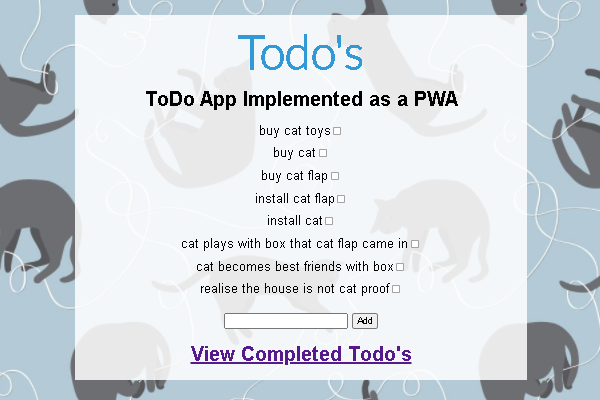 Todo's
ToDo App Implemented as a PWA
buy cat toys
buy cat
buy cat flap
install cat flap
install cat
cat plays with box that cat flap came in
cat becomes best friends with box
realise the house is not cat proof
Add
View Completed Todo's